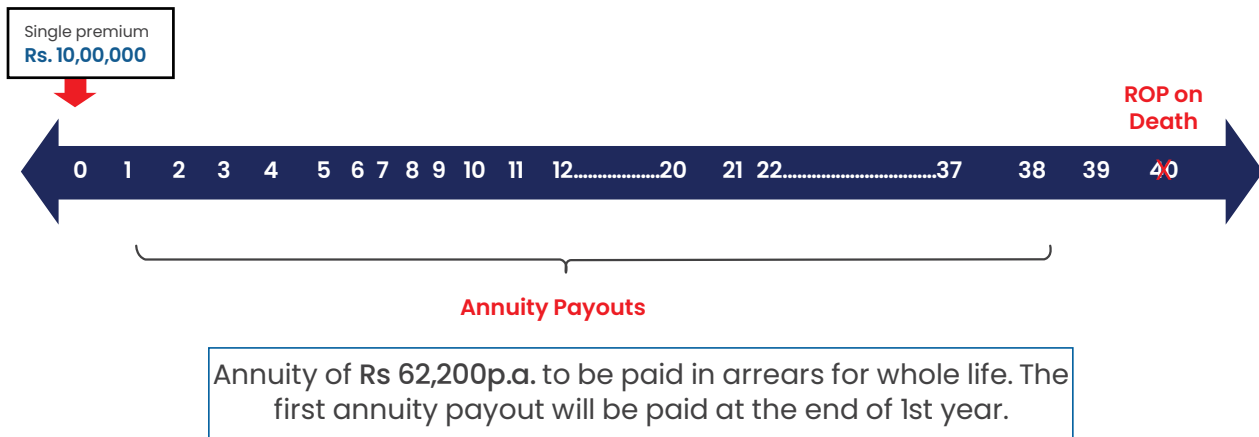 Single premium
Rs. 10,00,000
ROP on
Death
0 1 2 3 4 5 6 7 8 9 10 11 12..................20 21 22.................................37 38 39 40
X
Annuity Payouts
Annuity of Rs 62,200p.a. to be paid in arrears for whole life. The
first annuity payout will be paid at the end of 1st year.